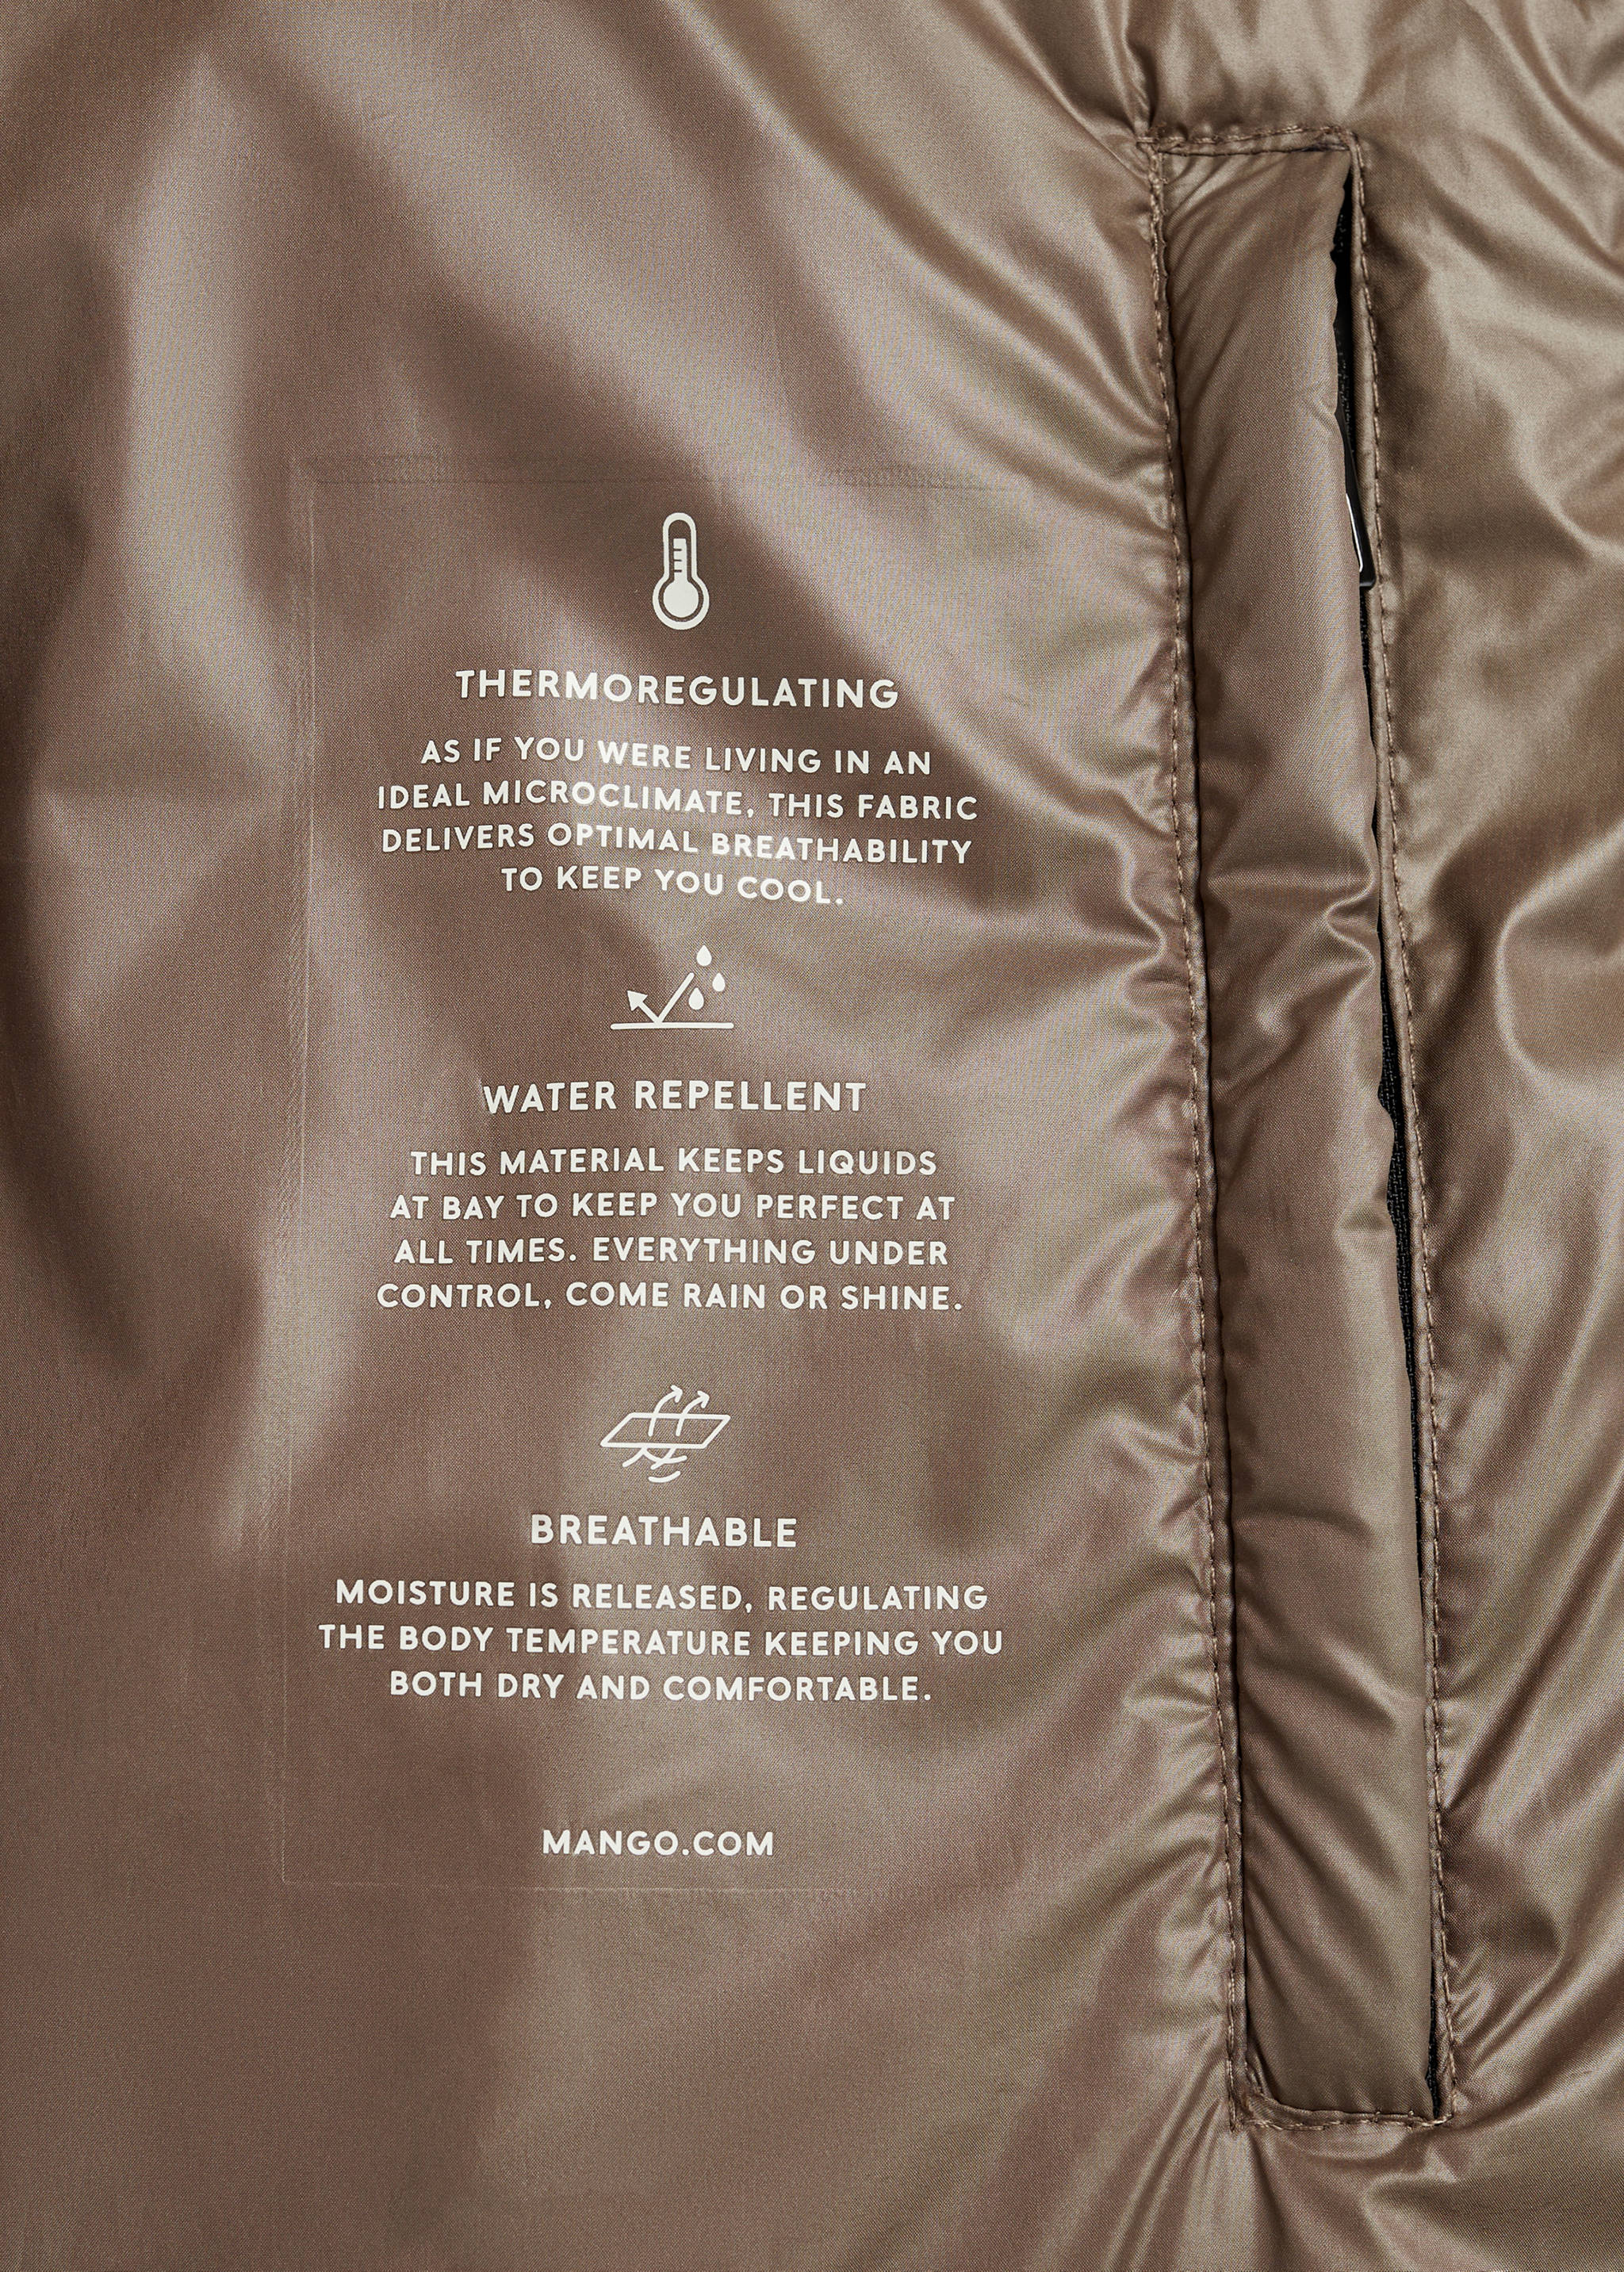 THERMOREGULATING
AS IF YOU WERE LIVING IN AN
IDEAL MICROCLIMATE, THIS FABRIC
DELIVERS OPTIMAL BREATHABILITY
TO KEEP YOU COOL.
WATER REPELLENT
THIS MATERIAL KEEPS LIQUIDS
AT BAY TO KEEP YOU PERFECT AT
ALL TIMES. EVERYTHING UNDER
CONTROL, COME RAIN OR SHINE.
BREATHABLE
MOISTURE IS RELEASED, REGULATING
THE BODY TEMPERATURE KEEPING YOU
BOTH DRY AND COMFORTABLE.
MANGO.COM